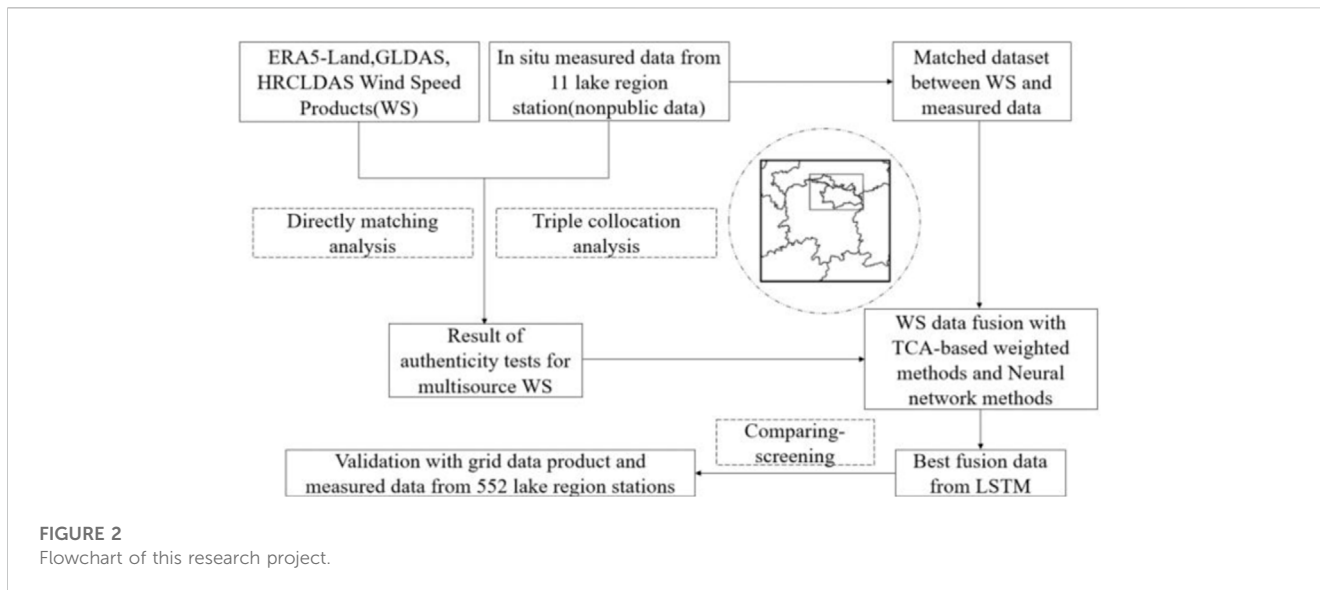 ERA5-Land,GLDAS,
HRCLDAS Wind Speed
Products(WS)
In situ measured data from
11 lake region
station(nonpublic data)
Matched dataset
between WS and
measured data
Directly matching
analysis
Triple collocation
analysis
Result of
authenticity tests for
multisource WS
WS data fusion with
TCA-based weighted
methods and Neural
network methods
Comparing-
screening
Validation with grid data product and
measured data from 552 lake region stations
Best fusion data
from LSTM
FIGURE 2
Flowchart of this research project.